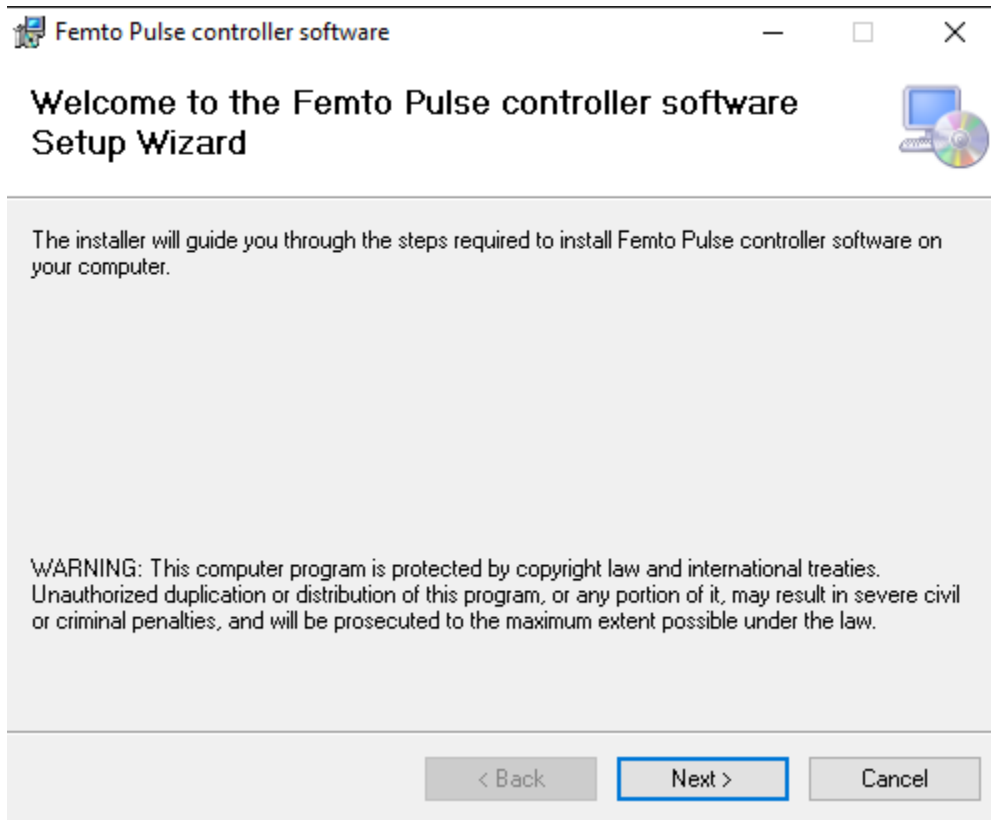 Femto Pulse controller software
Welcome to the Femto Pulse controller software
Setup Wizard
The installer will guide you through the steps required to install Femto Pulse controller software on
your computer.
WARNING: This computer program is protected by copyright law and international treaties.
Unauthorized duplication or distribution of this program, or any portion of it, may result in severe civil
or criminal penalties, and will be prosecuted to the maximum extent possible under the law.
< Back
Next >
Cancel